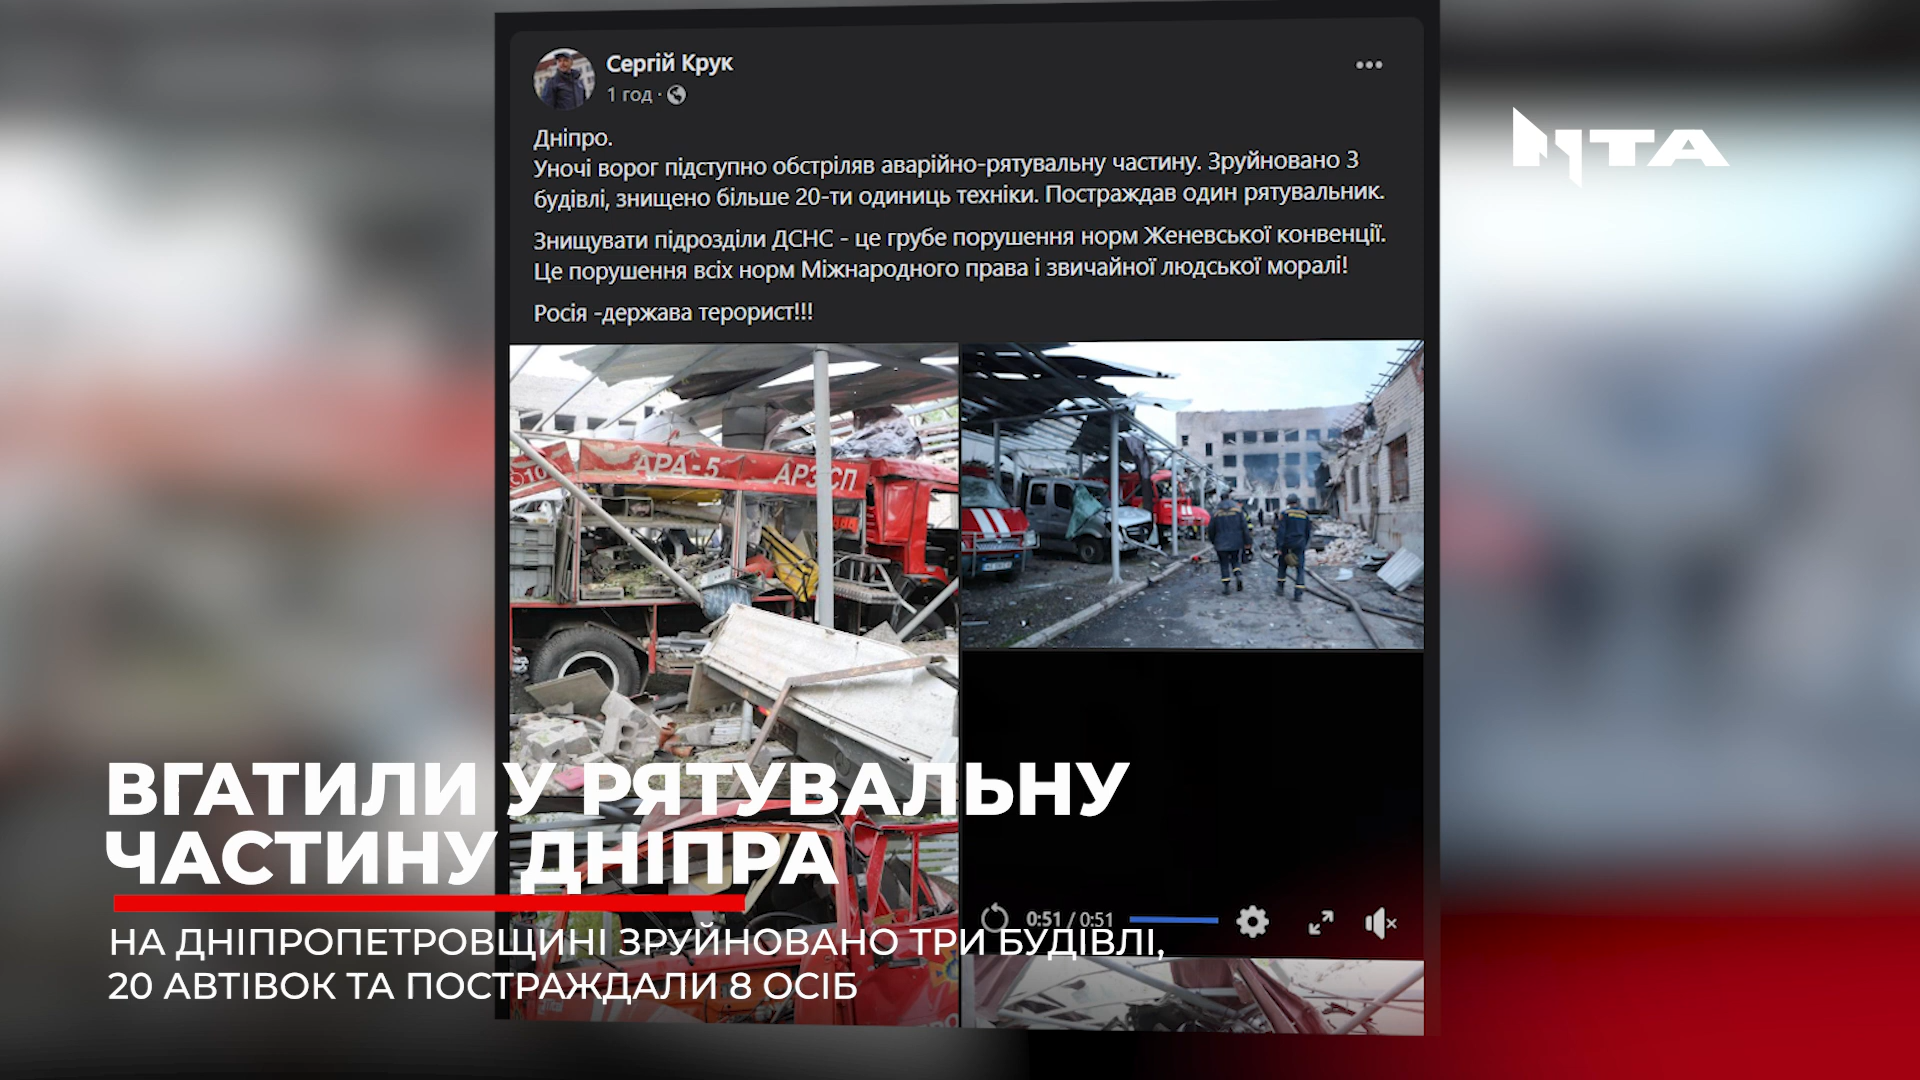 Сергій Крук
1 год ·
Дніпро.
Уночі ворог підступно обстріляв аварійно-рятувальну частину. Зруйновано 3
будівлі, знищено більше 20-ти одиниць техніки. Постраждав один рятувальник.
Знищувати підрозділи ДСНС - це грубе порушення норм Женевської конвенції.
Це порушення всіх норм Міжнародного права і звичайної людської моралі!
Росія -держава терорист!!!
NTA
АРА-5
АРЗ СП
ВГАТИЛИ У РЯТУВАЛЬНУ
ЧАСТИНУ ДНІПРА
0:51 / 0:51
НА ДНІПРОПЕТРОВЩИНІ ЗРУЙНОВАНО ТРИ БУДІВЛІ,
20 АВТІВОК ТА ПОСТРАЖДАЛИ 8 ОСІБ